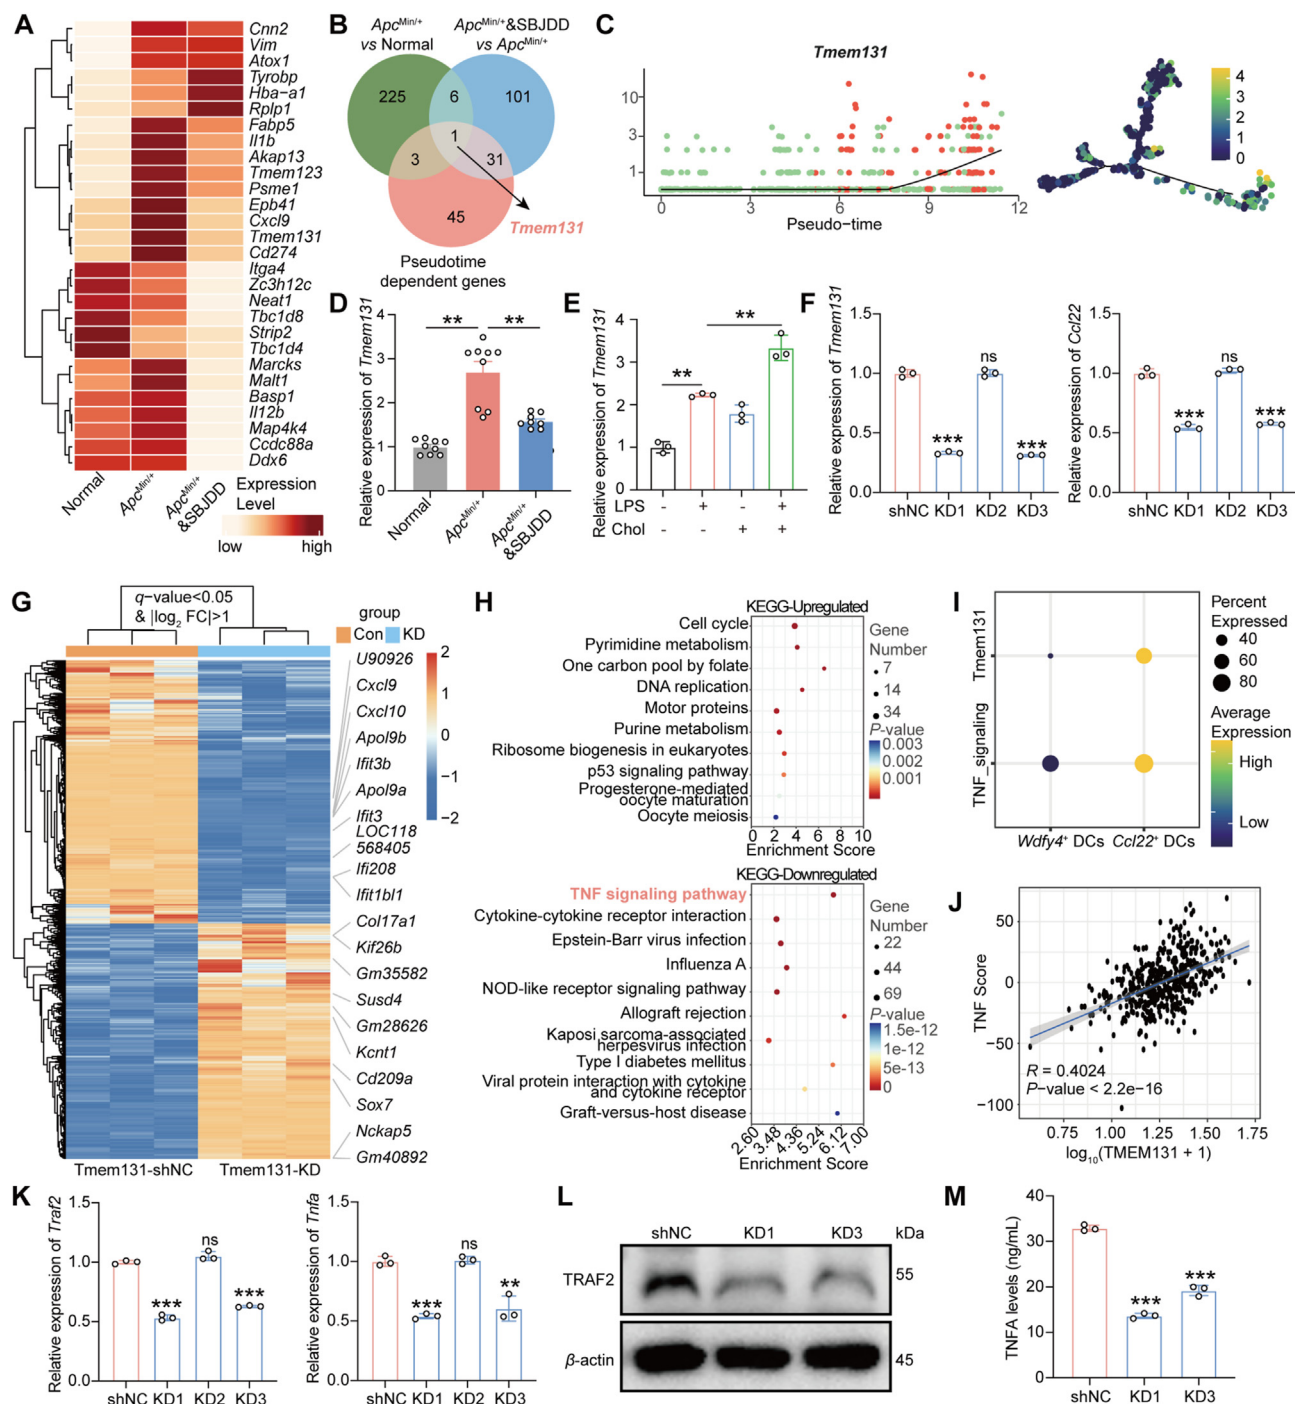 A
Cnn2
Vim
Atox1
Tyrobp
Hba−a1
Rplp1
Fabp5
Il1b
Akap13
Tmem123
Psme1
Epb41
Cxcl9
Tmem131
Cd274
Itga4
Zc3h12c
Neat1
Tbc1d8
Strip2
Tbc1d4
Marcks
Malt1
Basp1
Il12b
Map4k4
Ccdc88a
Ddx6
Normal
ApcMin/+
ApcMin/+
&SBJDD
Expression
Level
low
high
B
ApcMin/+
vs Normal
ApcMin/+&SBJDD
vs ApcMin/+
225
6
101
1
3
31
45
Tmem131
Pseudotime
dependent genes
C
Tmem131
10
3
1
0
3
6
9
12
Pseudo−time
4
3
2
1
0
D
Relative expression of Tmem131
4
3
2
1
0
**
**
Normal
ApcMin/+
ApcMin/+
&SBJDD
E
Relative expression of Tmem131
4
3
2
1
0
**
**
LPS - + - +
Chol - - + +
F
Relative expression of Tmem131
1.5
1.0
0.5
0.0
***
ns
***
shNC KD1 KD2 KD3
Relative expression of Ccl22
1.5
1.0
0.5
0.0
***
ns
***
shNC KD1 KD2 KD3
G
q−value<0.05
& |log2 FC|>1
group
Con KD
2
1
0
−1
−2
U90926
Cxcl9
Cxcl10
Apol9b
Ifit3b
Apol9a
Ifit3
LOC118
568405
Ifi208
Ifit1bl1
Col17a1
Kif26b
Gm35582
Susd4
Gm28626
Kcnt1
Cd209a
Sox7
Nckap5
Gm40892
Tmem131-shNC
Tmem131-KD
H
KEGG-Upregulated
Cell cycle
Pyrimidine metabolism
One carbon pool by folate
DNA replication
Motor proteins
Purine metabolism
Ribosome biogenesis in eukaryotes
p53 signaling pathway
Progesterone-mediated
oocyte maturation
Oocyte meiosis
0 2 4 6 8 10
Enrichment Score
Gene
Number
7
14
34
P-value
0.003
0.002
0.001
KEGG-Downregulated
TNF signaling pathway
Cytokine-cytokine receptor interaction
Epstein-Barr virus infection
Influenza A
NOD-like receptor signaling pathway
Allograft rejection
Kaposi sarcoma-associated
herpesvirus infection
Type I diabetes mellitus
Viral protein interaction with cytokine
and cytokine receptor
Graft-versus-host disease
2.60 3.48 4.36 5.24 6.12 7.00
Enrichment Score
Gene
Number
22
44
69
P-value
1.5e-12
1e-12
5e-13
0
I
Tmem131
TNF_signaling
Wdfy4+ DCs
Ccl22+ DCs
Percent
Expressed
40
60
80
Average
Expression
High
Low
J
TNF Score
50
0
−50
−100
R = 0.4024
P−value < 2.2e−16
0.75 1.00 1.25 1.50 1.75
log10(TMEM131 + 1)
K
Relative expression of Traf2
1.5
1.0
0.5
0.0
***
ns
***
shNC KD1 KD2 KD3
Relative expression of Tnfa
1.5
1.0
0.5
0.0
***
ns
**
shNC KD1 KD2 KD3
L
shNC KD1 KD3 kDa
TRAF2 55
β-actin 45
M
TNFA levels (ng/mL)
40
30
20
10
0
***
***
shNC KD1 KD3